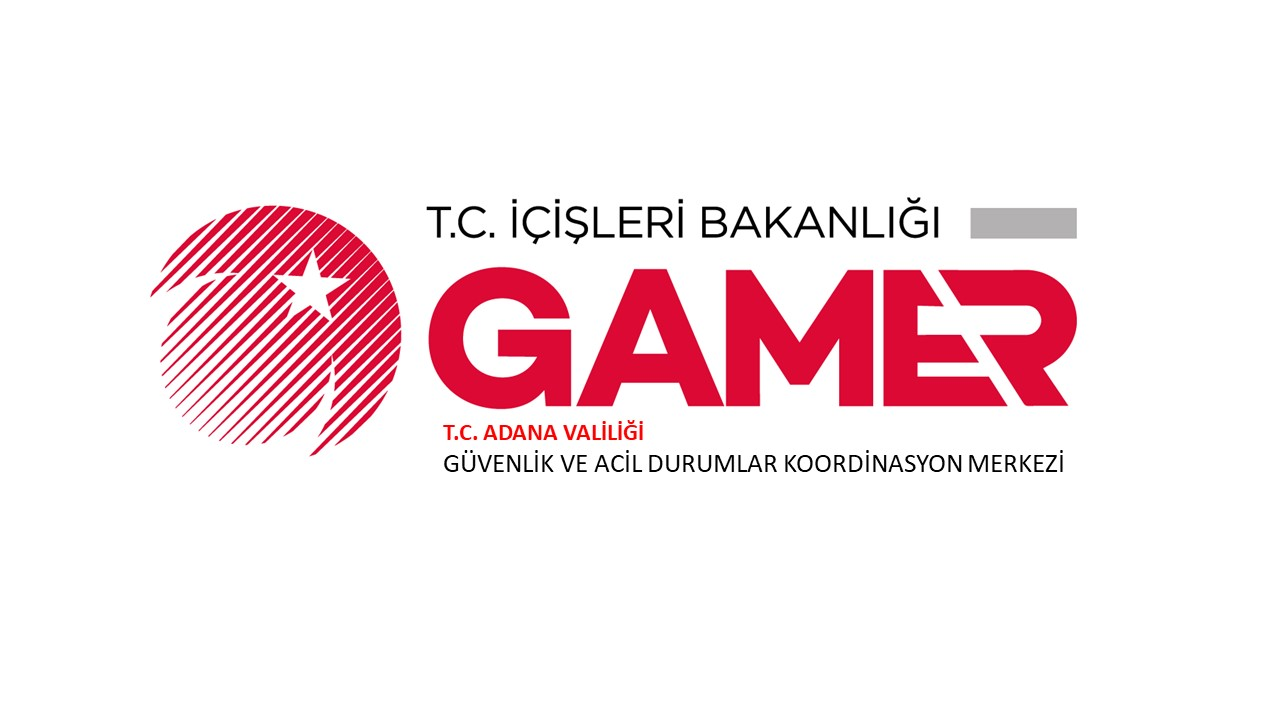 T.C. İÇİŞLERİ BAKANLIĞI
GAMER
T.C. ADANA VALİLİĞİ
GÜVENLİK VE ACİL DURUMLAR KOORDİNASYON MERKEZİ